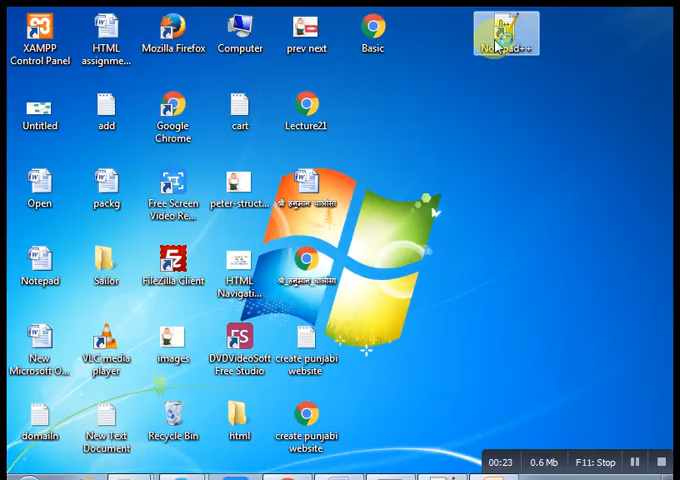 XAMPP
Control Panel
HTML
assignme...
Mozilla Firefox
Computer
prev next
Basic
Notepad++
Untitled
add
Google
Chrome
cart
Lecture21
Open
packg
Free Screen
Video Re...
peter-struct...
श्री हनुमान चालीसा
Notepad
Sailor
FileZilla Client
HTML
Navigati...
श्री हनुमान चालीसा
New
Microsoft O...
VLC media
player
images
DVDVideoSoft
Free Studio
create punjabi
website
domailn
New Text
Document
Recycle Bin
html
create punjabi
website
00:23
0.6 Mb
F11: Stop